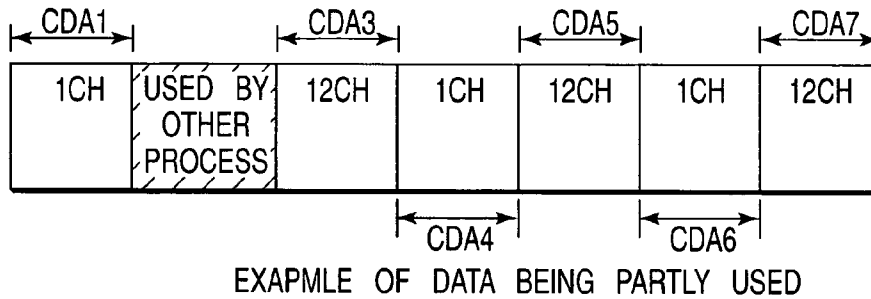 CDA1 CDA3 CDA5 CDA7
1CH USED BY OTHER PROCESS 12CH 1CH 12CH 1CH 12CH
CDA4 CDA6
EXAPMLE OF DATA BEING PARTLY USED